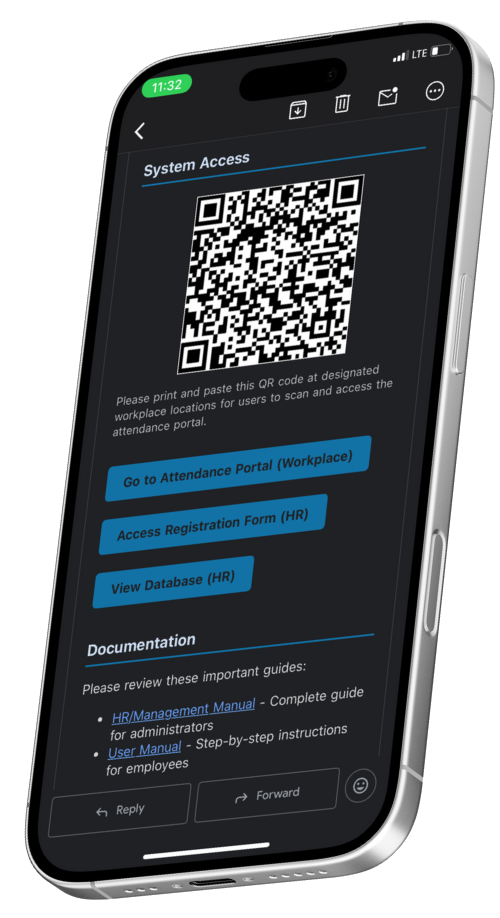 11:32
LTE
System Access
Please print and paste this QR code at designated
workplace locations for users to scan and access the
attendance portal.
Go to Attendance Portal (Workplace)
Access Registration Form (HR)
View Database (HR)
Documentation
Please review these important guides:
• HR/Management Manual - Complete guide
for administrators
• User Manual - Step-by-step instructions
for employees
Reply
Forward